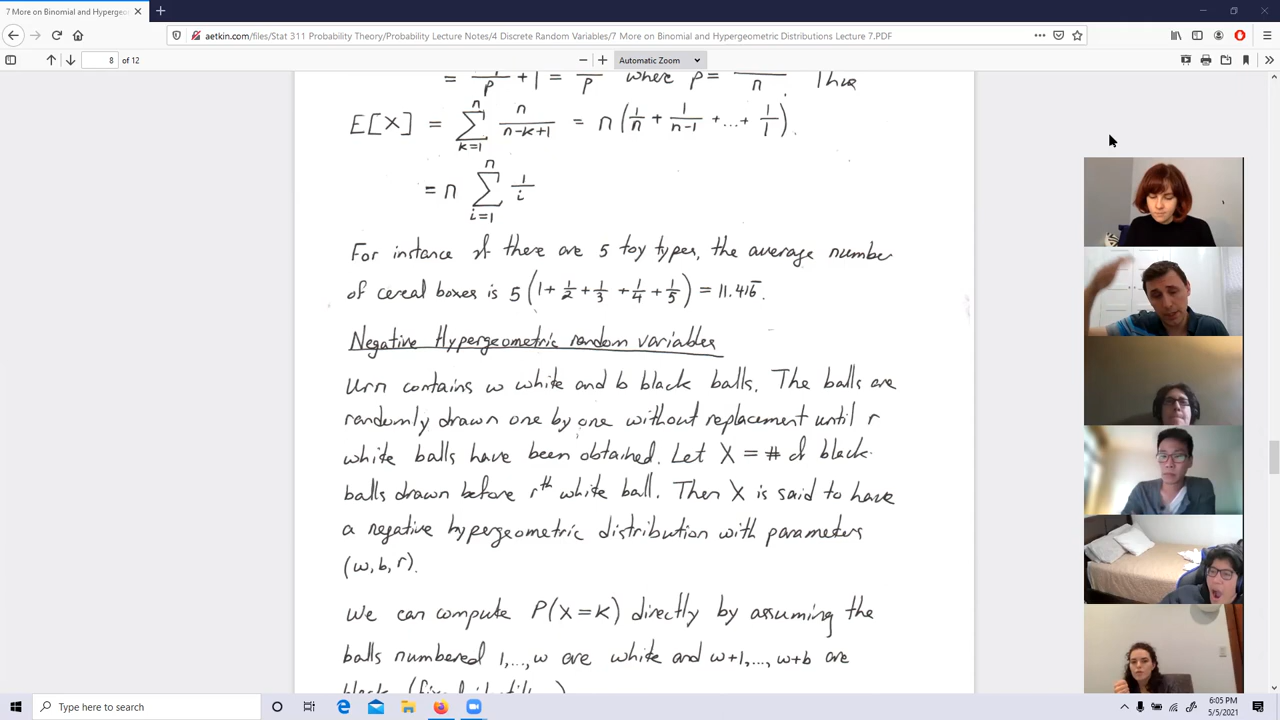 7 More on Binomial and Hypergeo
aetkin.com/files/Stat 311 Probability Theory/Probability Lecture Notes/4 Discrete Random Variables/7 More on Binomial and Hypergeometric Distributions Lecture 7.PDF
8 of 12
Automatic Zoom
= 1/p + 1 = /p where p = /n. Thus
E[X] = ∑_{k=1}^{n} n/(n-k+1) = n(1/n + 1/(n-1) + ... + 1/1).
= n ∑_{i=1}^{n} 1/i
For instance if there are 5 toy types, the average number
of cereal boxes is 5(1 + 1/2 + 1/3 + 1/4 + 1/5) = 11.416̅.
Negative Hypergeometric random variables
Urn contains w white and b black balls. The balls are
randomly drawn one by one without replacement until r
white balls have been obtained. Let X = # of black
balls drawn before rth white ball. Then X is said to have
a negative hypergeometric distribution with parameters
(w, b, r).
We can compute P(X=k) directly by assuming the
balls numbered 1,..., w are white and w+1,..., w+b are
Type here to search
6:05 PM
5/5/2021